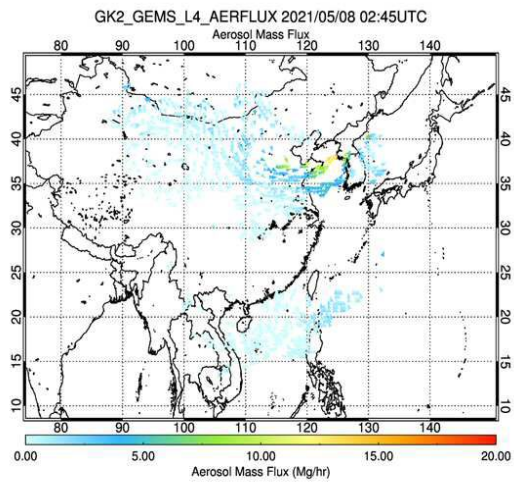 GK2_GEMS_L4_AERFLUX 2021/05/08 02:45UTC
Aerosol Mass Flux
80 90 100 110 120 130 140
45 45
40 40
35 35
30 30
25 25
20 20
15 15
10 10
80 90 100 110 120 130 140
0.00 5.00 10.00 15.00 20.00
Aerosol Mass Flux (Mg/hr)